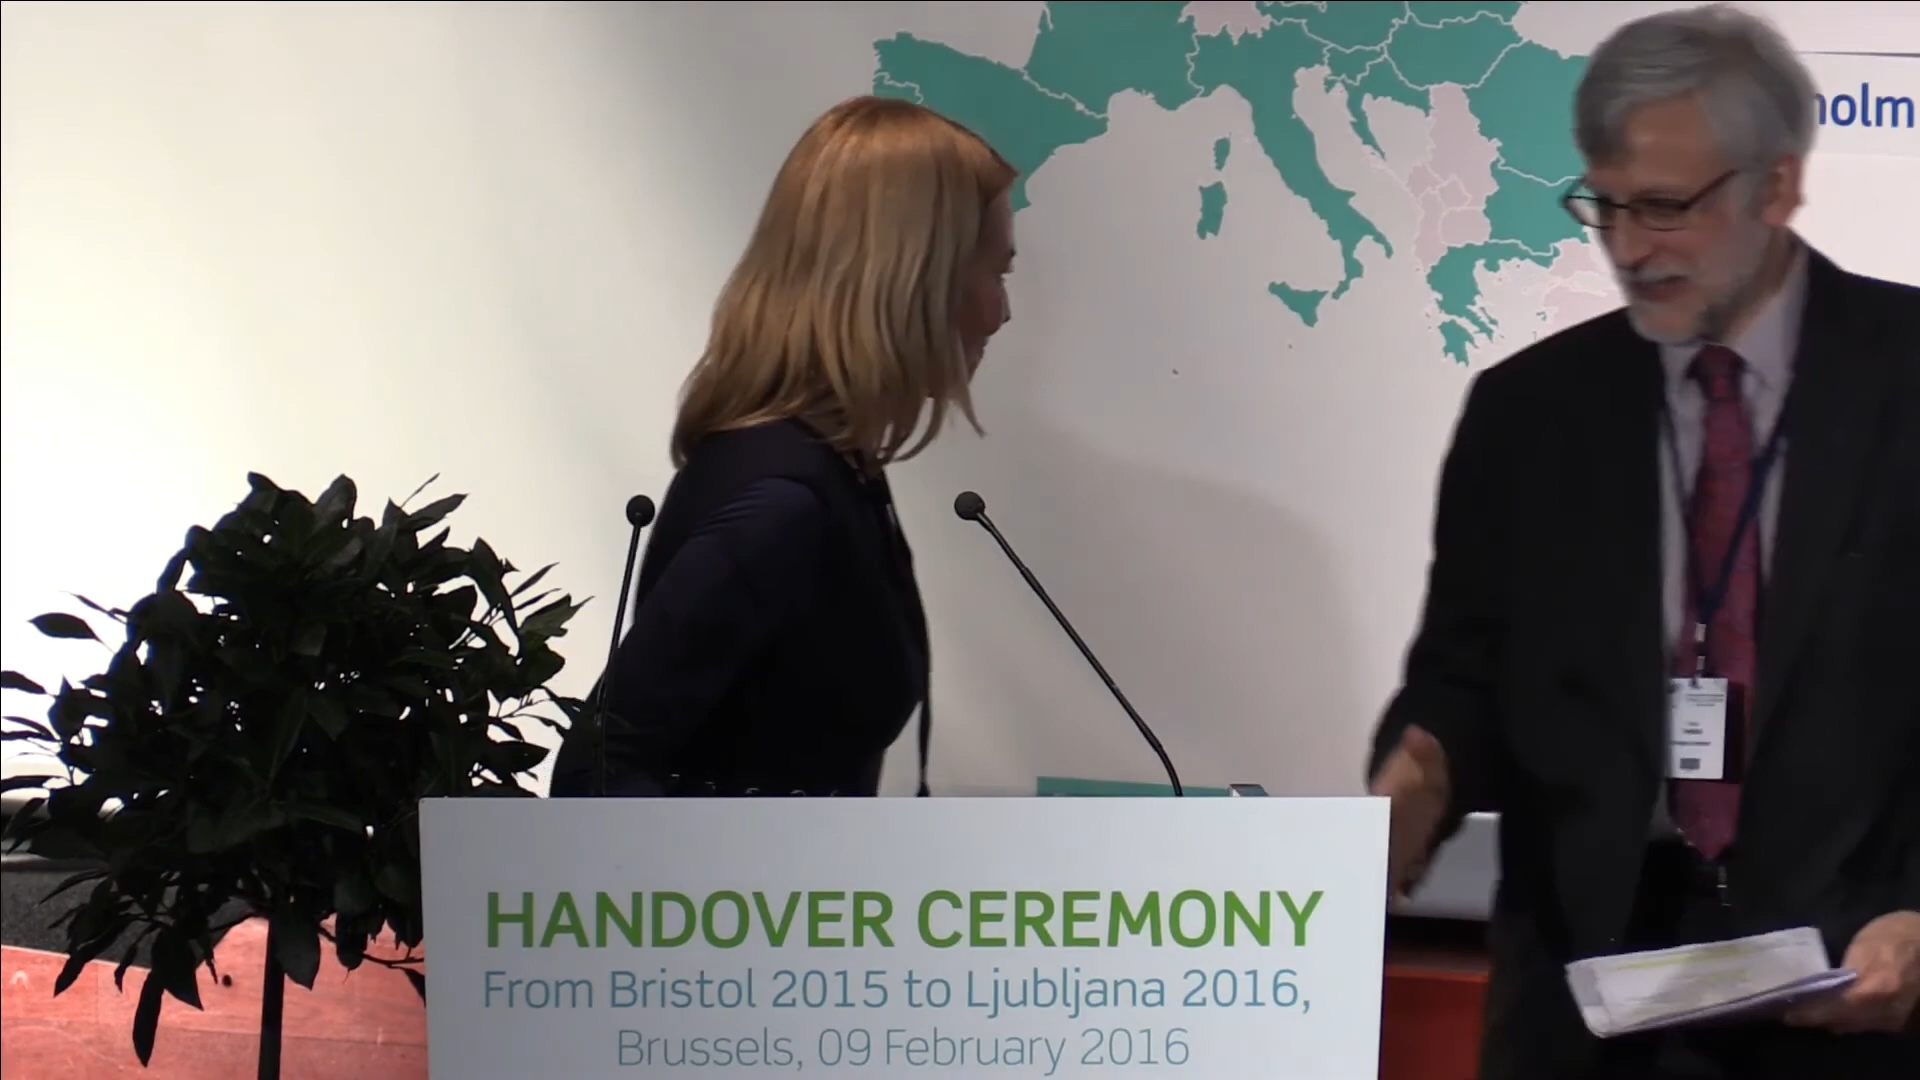 holm
HANDOVER CEREMONY
From Bristol 2015 to Ljubljana 2016,
Brussels, 09 February 2016